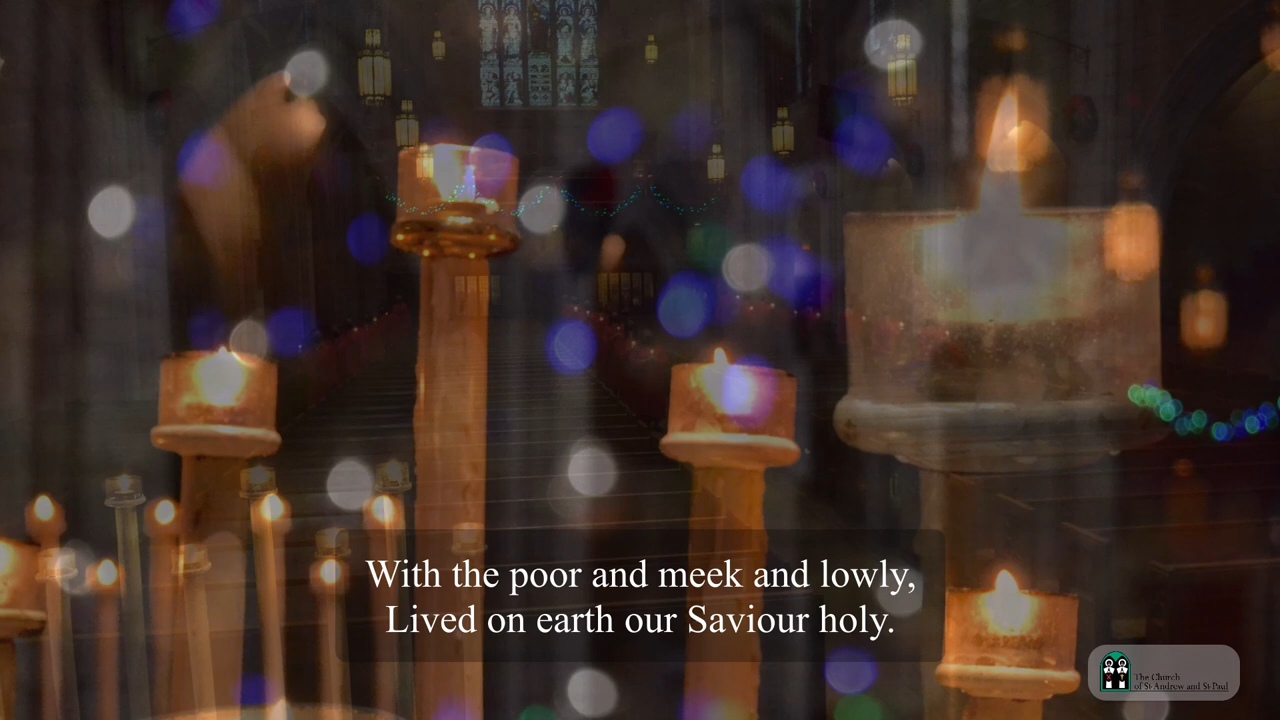 With the poor and meek and lowly,
Lived on earth our Saviour holy.
The Church
of St Andrew and St Paul